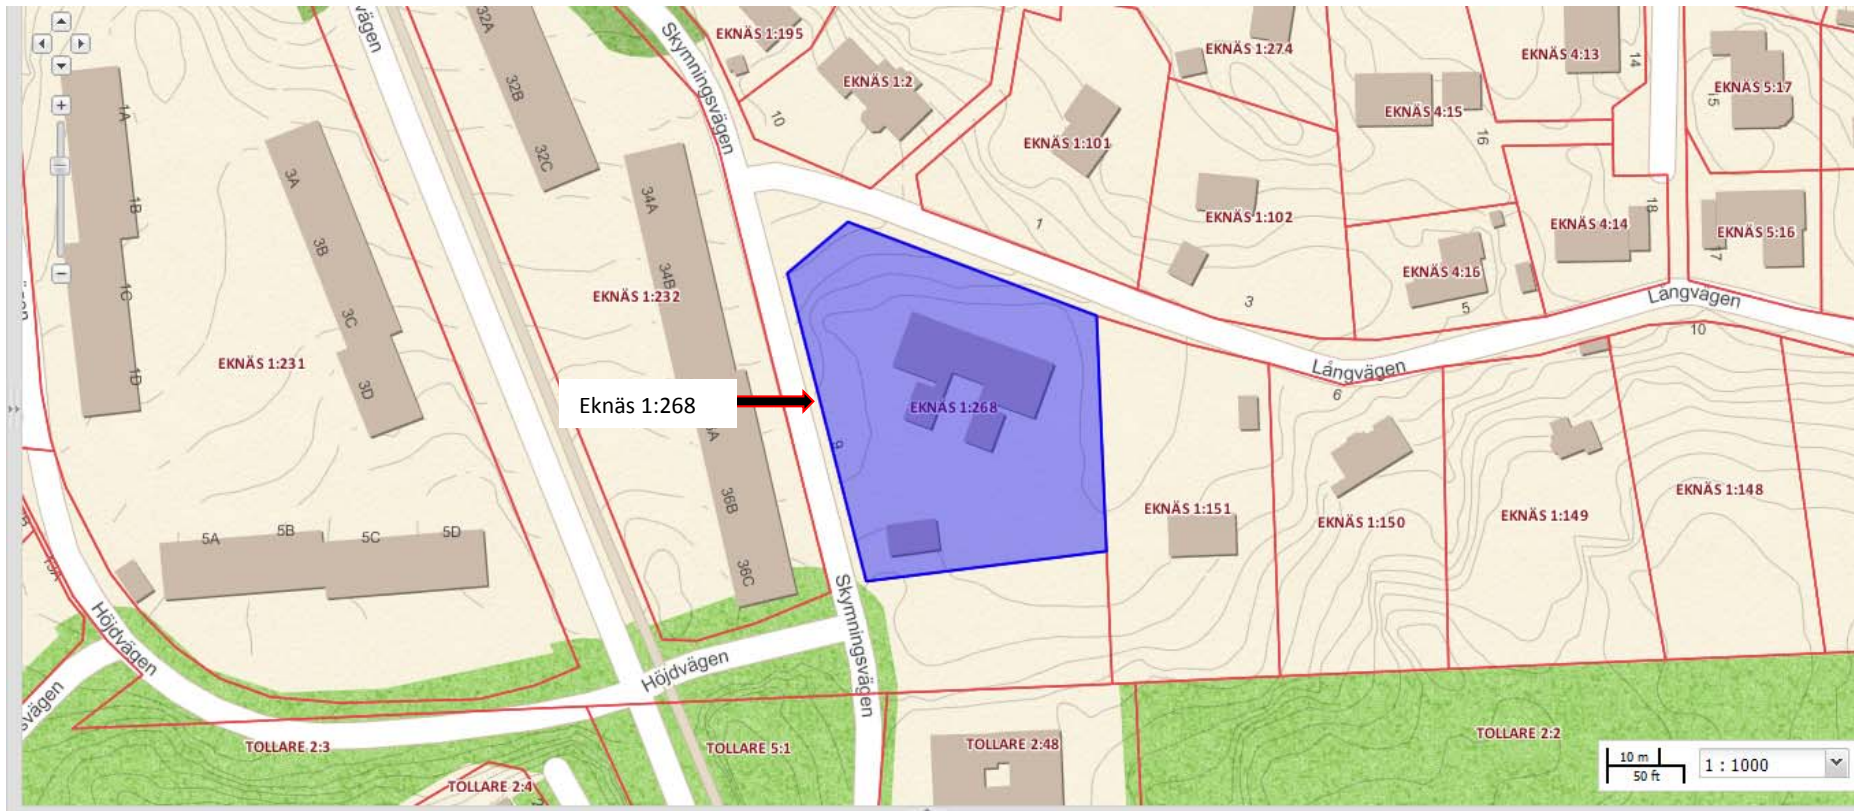 vägen
32A
32B
32C
Skymningsvägen
EKNÄS 1:195
EKNÄS 1:2
10
EKNÄS 1:274
EKNÄS 4:13
14
EKNÄS 4:15
16
EKNÄS 5:17
15
EKNÄS 1:101
1
EKNÄS 1:102
3
EKNÄS 4:14
18
EKNÄS 5:16
17
EKNÄS 4:16
5
Långvägen
10
1A
1B
1C
1D
3A
3B
3C
3D
EKNÄS 1:231
34A
34B
EKNÄS 1:232
Eknäs 1:268
EKNÄS 1:268
9
36B
36C
Långvägen
6
EKNÄS 1:151
EKNÄS 1:150
EKNÄS 1:149
EKNÄS 1:148
5A
5B
5C
5D
13A
Höjdvägen
svägen
Höjdvägen
Skymningsvägen
TOLLARE 2:3
TOLLARE 2:4
TOLLARE 5:1
TOLLARE 2:48
TOLLARE 2:2
10 m
50 ft
1 : 1000